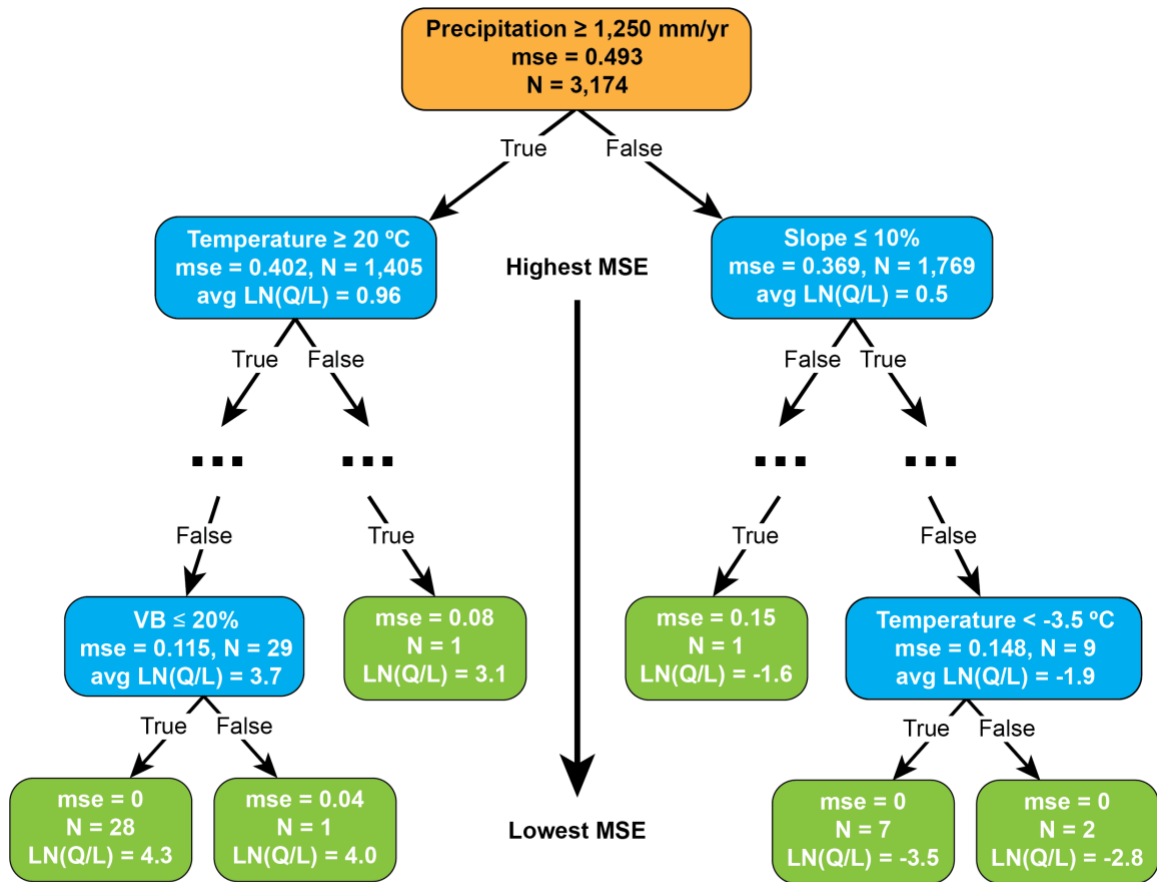 Precipitation ≥ 1,250 mm/yr
mse = 0.493
N = 3,174
True
False
Temperature ≥ 20 ºC
mse = 0.402, N = 1,405
avg LN(Q/L) = 0.96
Highest MSE
Slope ≤ 10%
mse = 0.369, N = 1,769
avg LN(Q/L) = 0.5
True
False
False
True
...
...
...
...
False
True
True
False
VB ≤ 20%
mse = 0.115, N = 29
avg LN(Q/L) = 3.7
mse = 0.08
N = 1
LN(Q/L) = 3.1
mse = 0.15
N = 1
LN(Q/L) = -1.6
Temperature < -3.5 ºC
mse = 0.148, N = 9
avg LN(Q/L) = -1.9
True
False
True
False
mse = 0
N = 28
LN(Q/L) = 4.3
mse = 0.04
N = 1
LN(Q/L) = 4.0
Lowest MSE
mse = 0
N = 7
LN(Q/L) = -3.5
mse = 0
N = 2
LN(Q/L) = -2.8